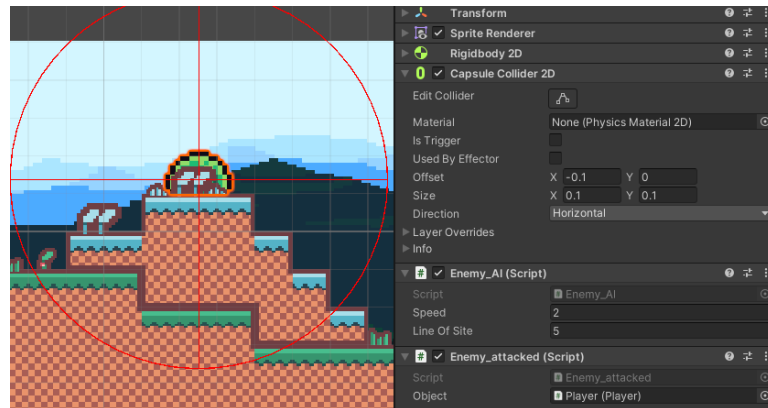 Transform
Sprite Renderer
Rigidbody 2D
Capsule Collider 2D
Edit Collider
Material None (Physics Material 2D)
Is Trigger
Used By Effector
Offset X -0.1 Y 0
Size X 0.1 Y 0.1
Direction Horizontal
Layer Overrides
Info
# Enemy_AI (Script)
Script # Enemy_AI
Speed 2
Line Of Site 5
# Enemy_attacked (Script)
Script # Enemy_attacked
Object # Player (Player)